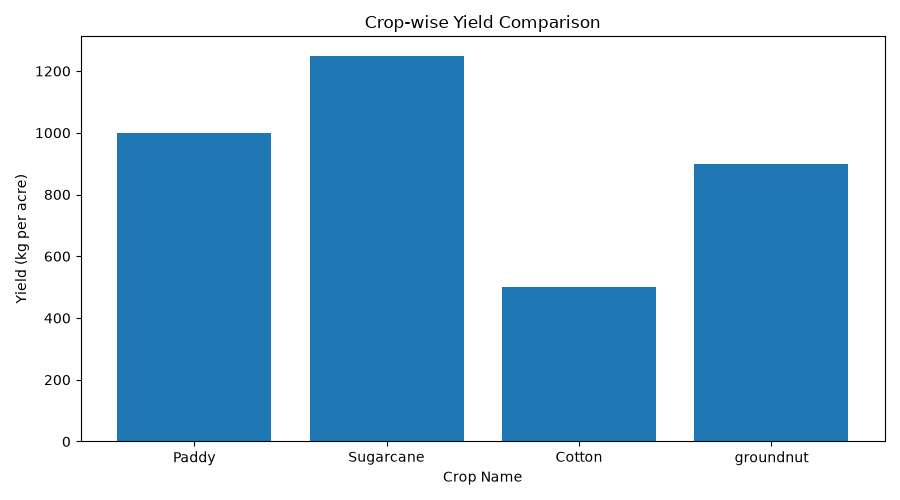 Crop-wise Yield Comparison
1200
1000
800
600
400
200
0
Yield (kg per acre)
Paddy Sugarcane Cotton groundnut
Crop Name